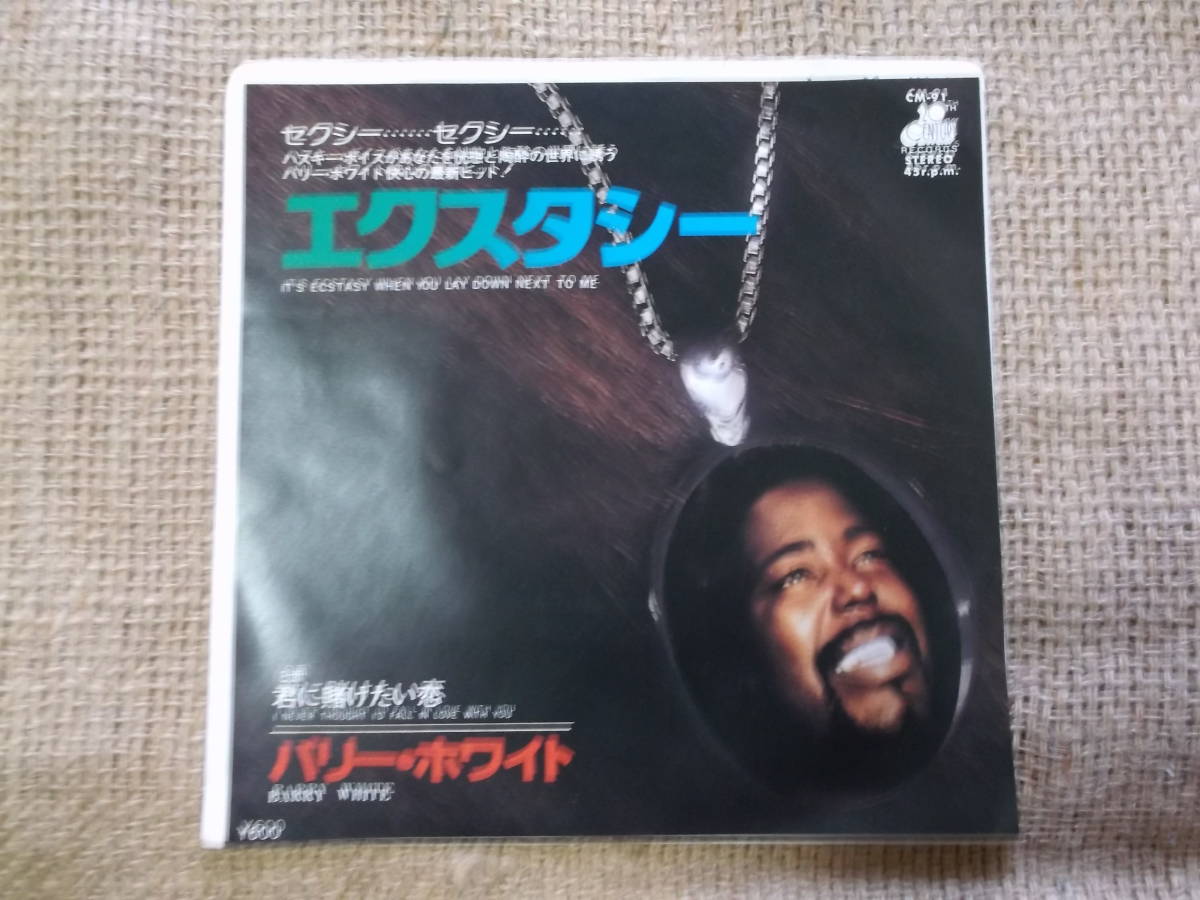 セクシー……セクシー……
ハスキー・ボイスがあなたを恍惚と陶酔の世界に誘う
バリー・ホワイト快心の最新ヒット!
エクスタシー
IT'S ECSTASY WHEN YOU LAY DOWN NEXT TO ME
CM-91
20TH
CENTURY
RECORDS
STEREO
45r.p.m.
君に賭けたい恋
I NEVER THOUGHT I'D FALL IN LOVE WITH YOU
バリー・ホワイト
BARRY WHITE
¥600